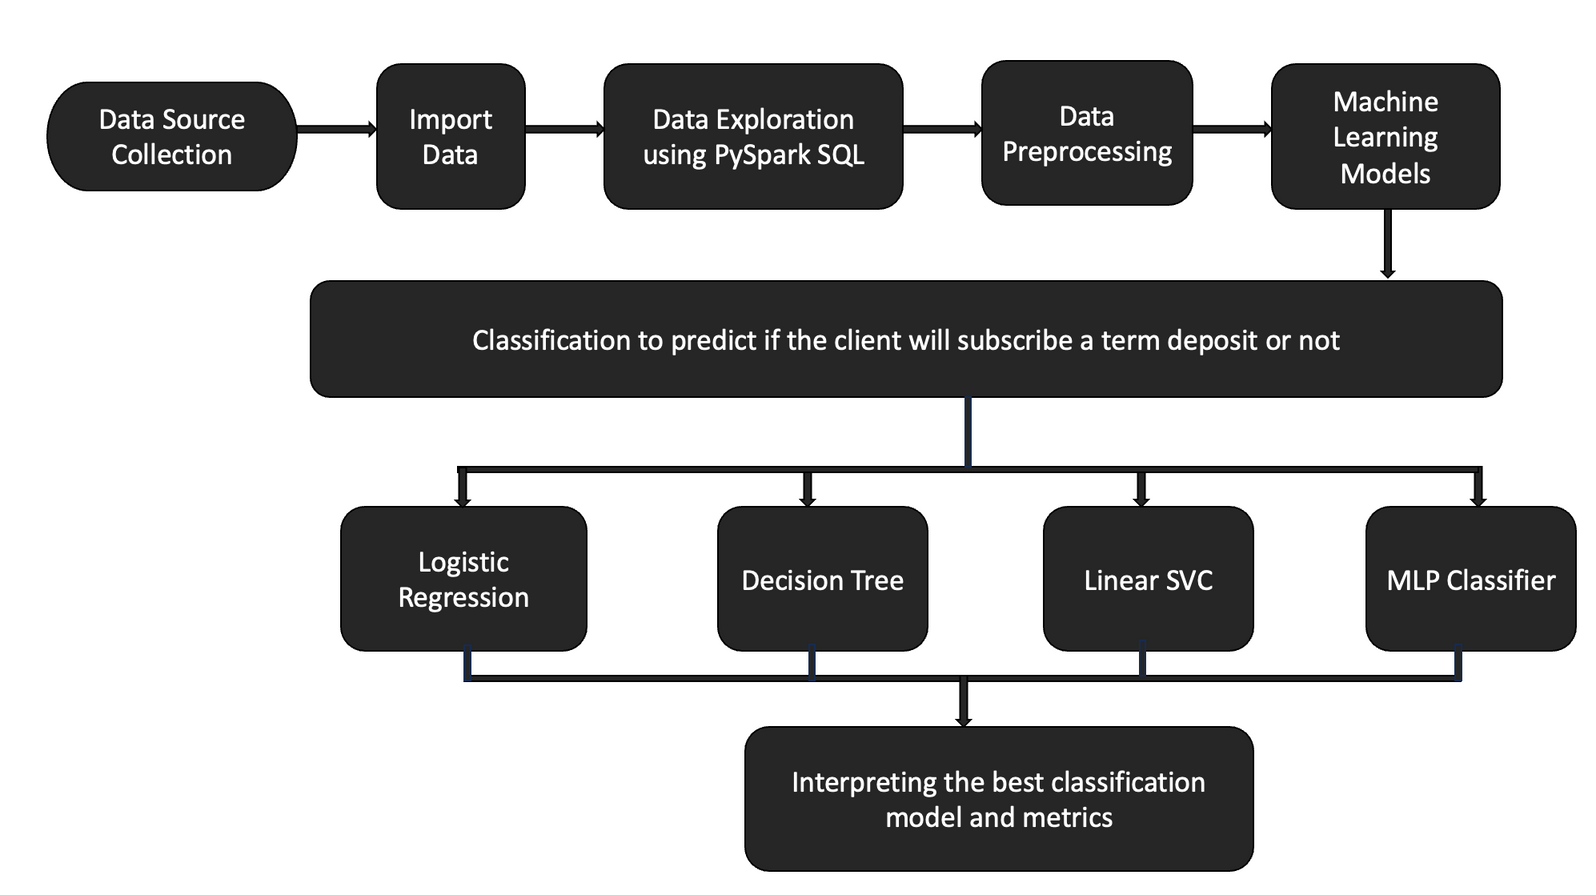 Data Source
Collection
Import
Data
Data Exploration
using PySpark SQL
Data
Preprocessing
Machine
Learning
Models
Classification to predict if the client will subscribe a term deposit or not
Logistic
Regression
Decision Tree
Linear SVC
MLP Classifier
Interpreting the best classification
model and metrics